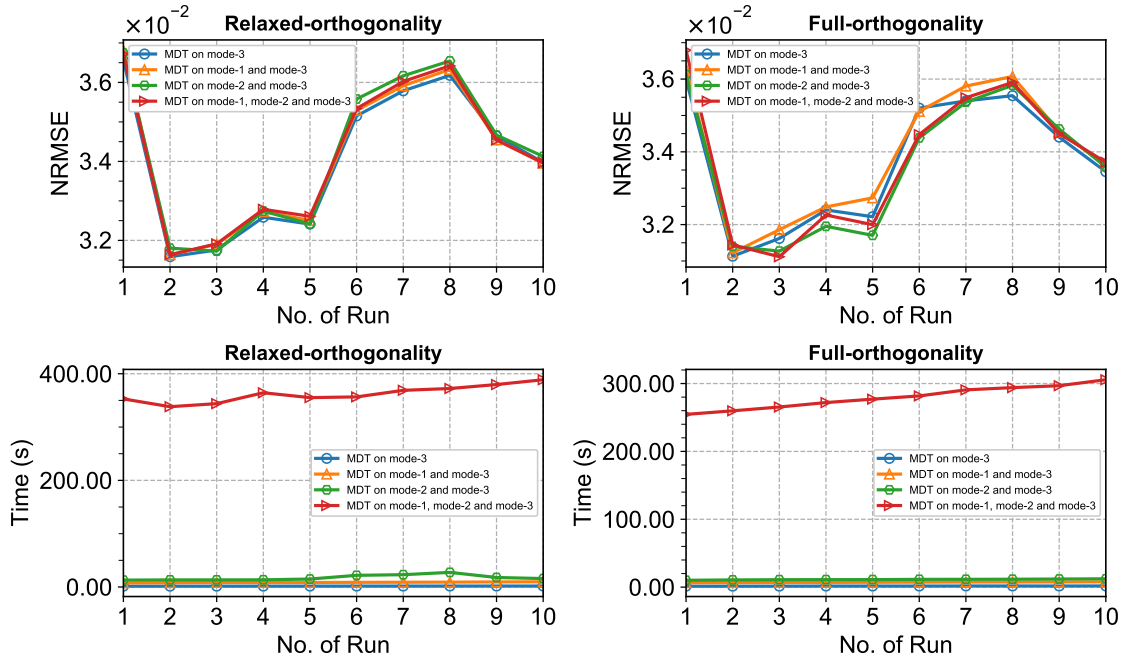 ×10⁻² Relaxed-orthogonality
3.6
3.4
3.2
NRMSE
MDT on mode-3
MDT on mode-1 and mode-3
MDT on mode-2 and mode-3
MDT on mode-1, mode-2 and mode-3
1 2 3 4 5 6 7 8 9 10
No. of Run
×10⁻² Full-orthogonality
3.6
3.4
3.2
NRMSE
MDT on mode-3
MDT on mode-1 and mode-3
MDT on mode-2 and mode-3
MDT on mode-1, mode-2 and mode-3
1 2 3 4 5 6 7 8 9 10
No. of Run
Relaxed-orthogonality
400.00
200.00
0.00
Time (s)
MDT on mode-3
MDT on mode-1 and mode-3
MDT on mode-2 and mode-3
MDT on mode-1, mode-2 and mode-3
1 2 3 4 5 6 7 8 9 10
No. of Run
Full-orthogonality
300.00
200.00
100.00
0.00
Time (s)
MDT on mode-3
MDT on mode-1 and mode-3
MDT on mode-2 and mode-3
MDT on mode-1, mode-2 and mode-3
1 2 3 4 5 6 7 8 9 10
No. of Run